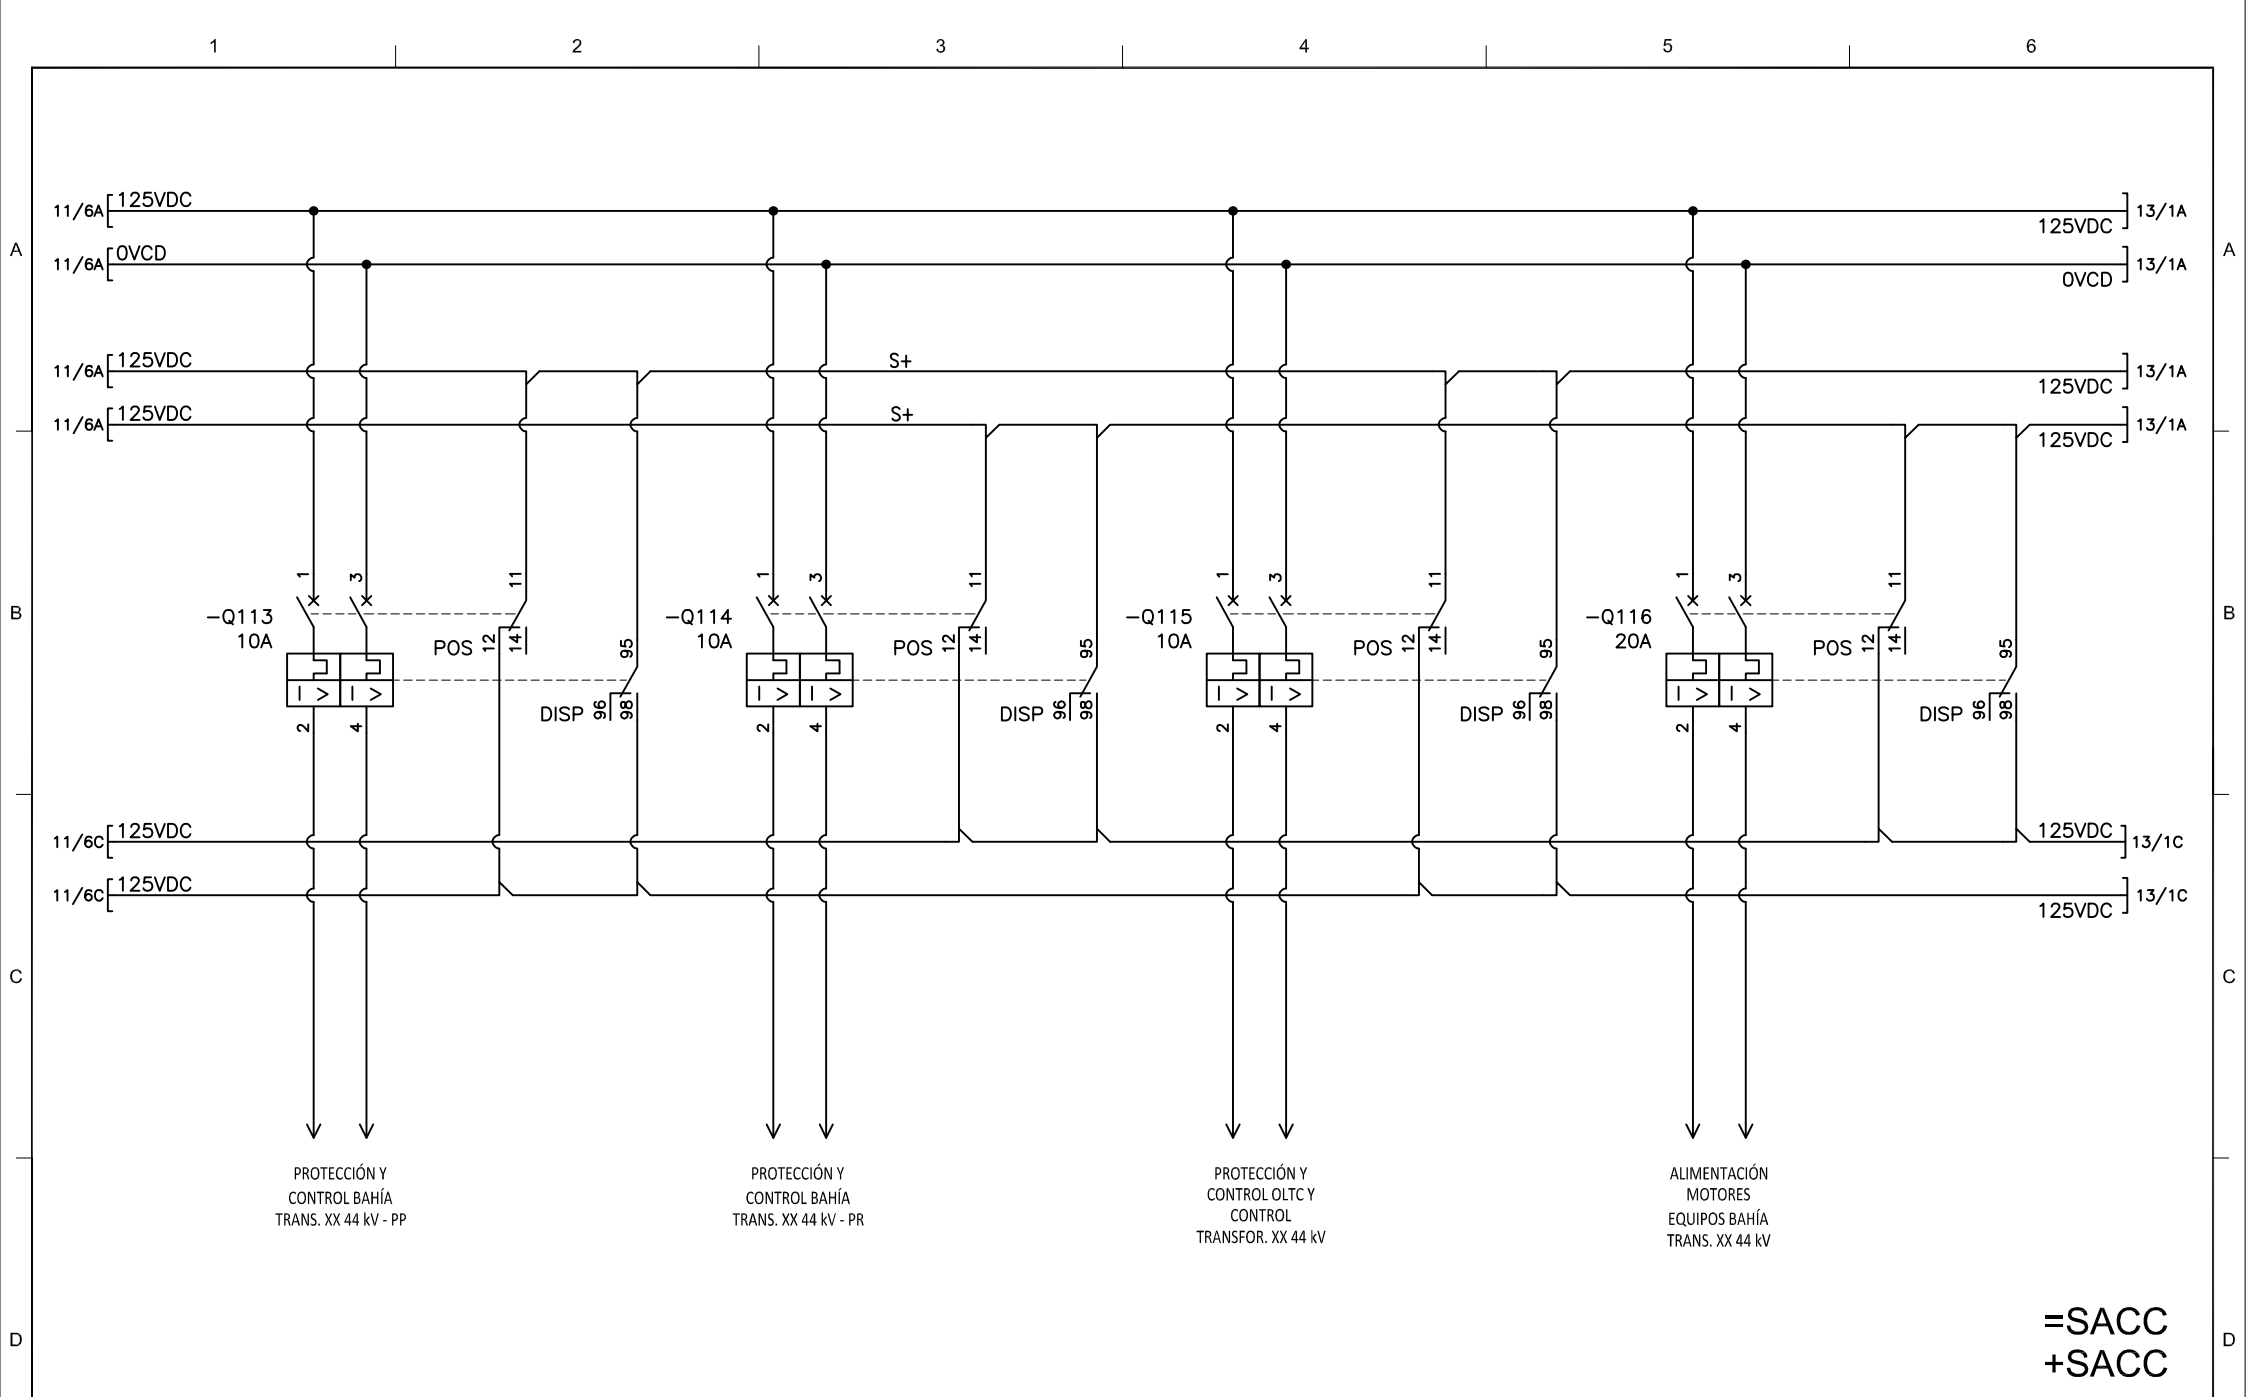 1 2 3 4 5 6
11/6A 125VDC
125VDC 13/1A
A A
11/6A 0VCD
0VCD 13/1A
11/6A 125VDC S+
125VDC 13/1A
11/6A 125VDC S+
125VDC 13/1A
1 3 11 1 3 11 1 3 11 1 3 11
B B
-Q113 -Q114 -Q115 -Q116
10A 10A 10A 20A
POS 12 14 95 POS 12 14 95 POS 12 14 95 POS 12 14 95
I > I > I > I > I > I > I > I >
DISP 96 98 DISP 96 98 DISP 96 98 DISP 96 98
2 4 2 4 2 4 2 4
11/6C 125VDC 125VDC 13/1C
11/6C 125VDC 13/1C
125VDC
C C
PROTECCIÓN Y
CONTROL BAHÍA
TRANS. XX 44 kV - PP
PROTECCIÓN Y
CONTROL BAHÍA
TRANS. XX 44 kV - PR
PROTECCIÓN Y
CONTROL OLTC Y
CONTROL
TRANSFOR. XX 44 kV
ALIMENTACIÓN
MOTORES
EQUIPOS BAHÍA
TRANS. XX 44 kV
D D
=SACC
+SACC